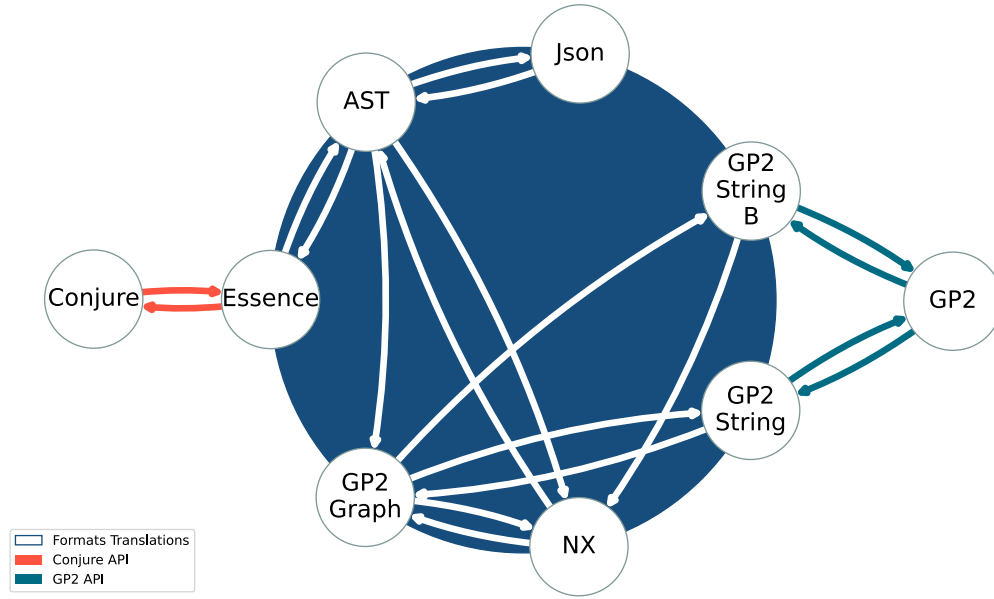 Json
AST
GP2
String
B
Conjure
Essence
GP2
GP2
String
GP2
Graph
NX
Formats Translations
Conjure API
GP2 API